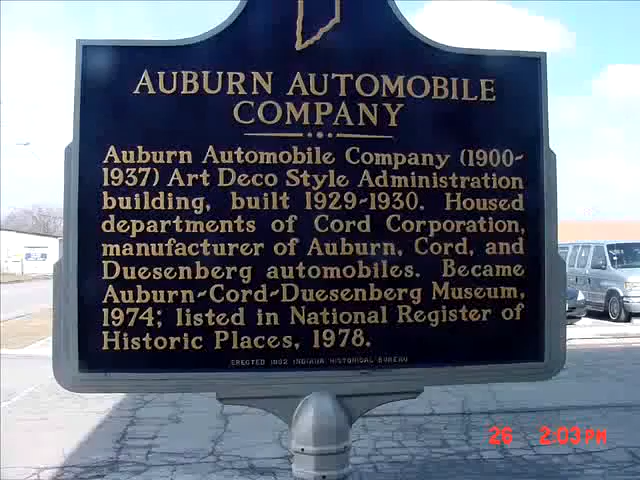 AUBURN AUTOMOBILE
COMPANY
Auburn Automobile Company (1900-
1937) Art Deco Style Administration
building, built 1929-1930. Housed
departments of Cord Corporation,
manufacturer of Auburn, Cord, and
Duesenberg automobiles. Became
Auburn-Cord-Duesenberg Museum,
1974; listed in National Register of
Historic Places, 1978.
ERECTED 1992 INDIANA HISTORICAL BUREAU
26 2:03 PM